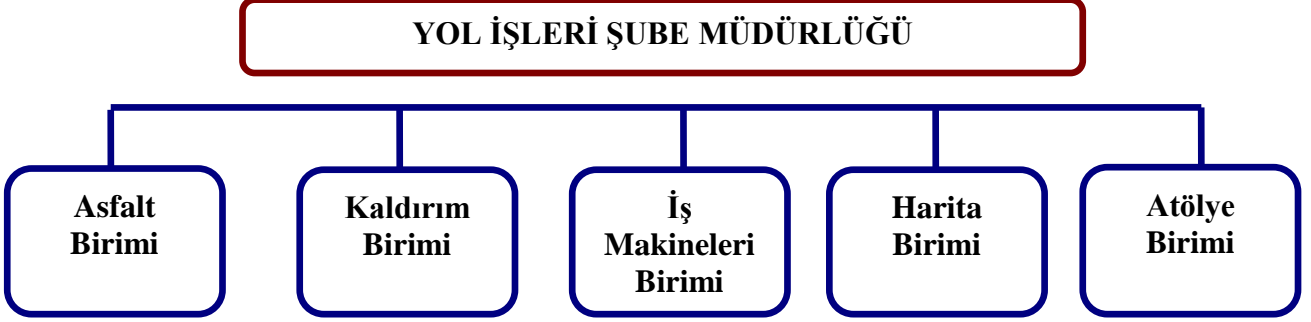 YOL İŞLERİ ŞUBE MÜDÜRLÜĞÜ
Asfalt
Birimi
Kaldırım
Birimi
İş
Makineleri
Birimi
Harita
Birimi
Atölye
Birimi